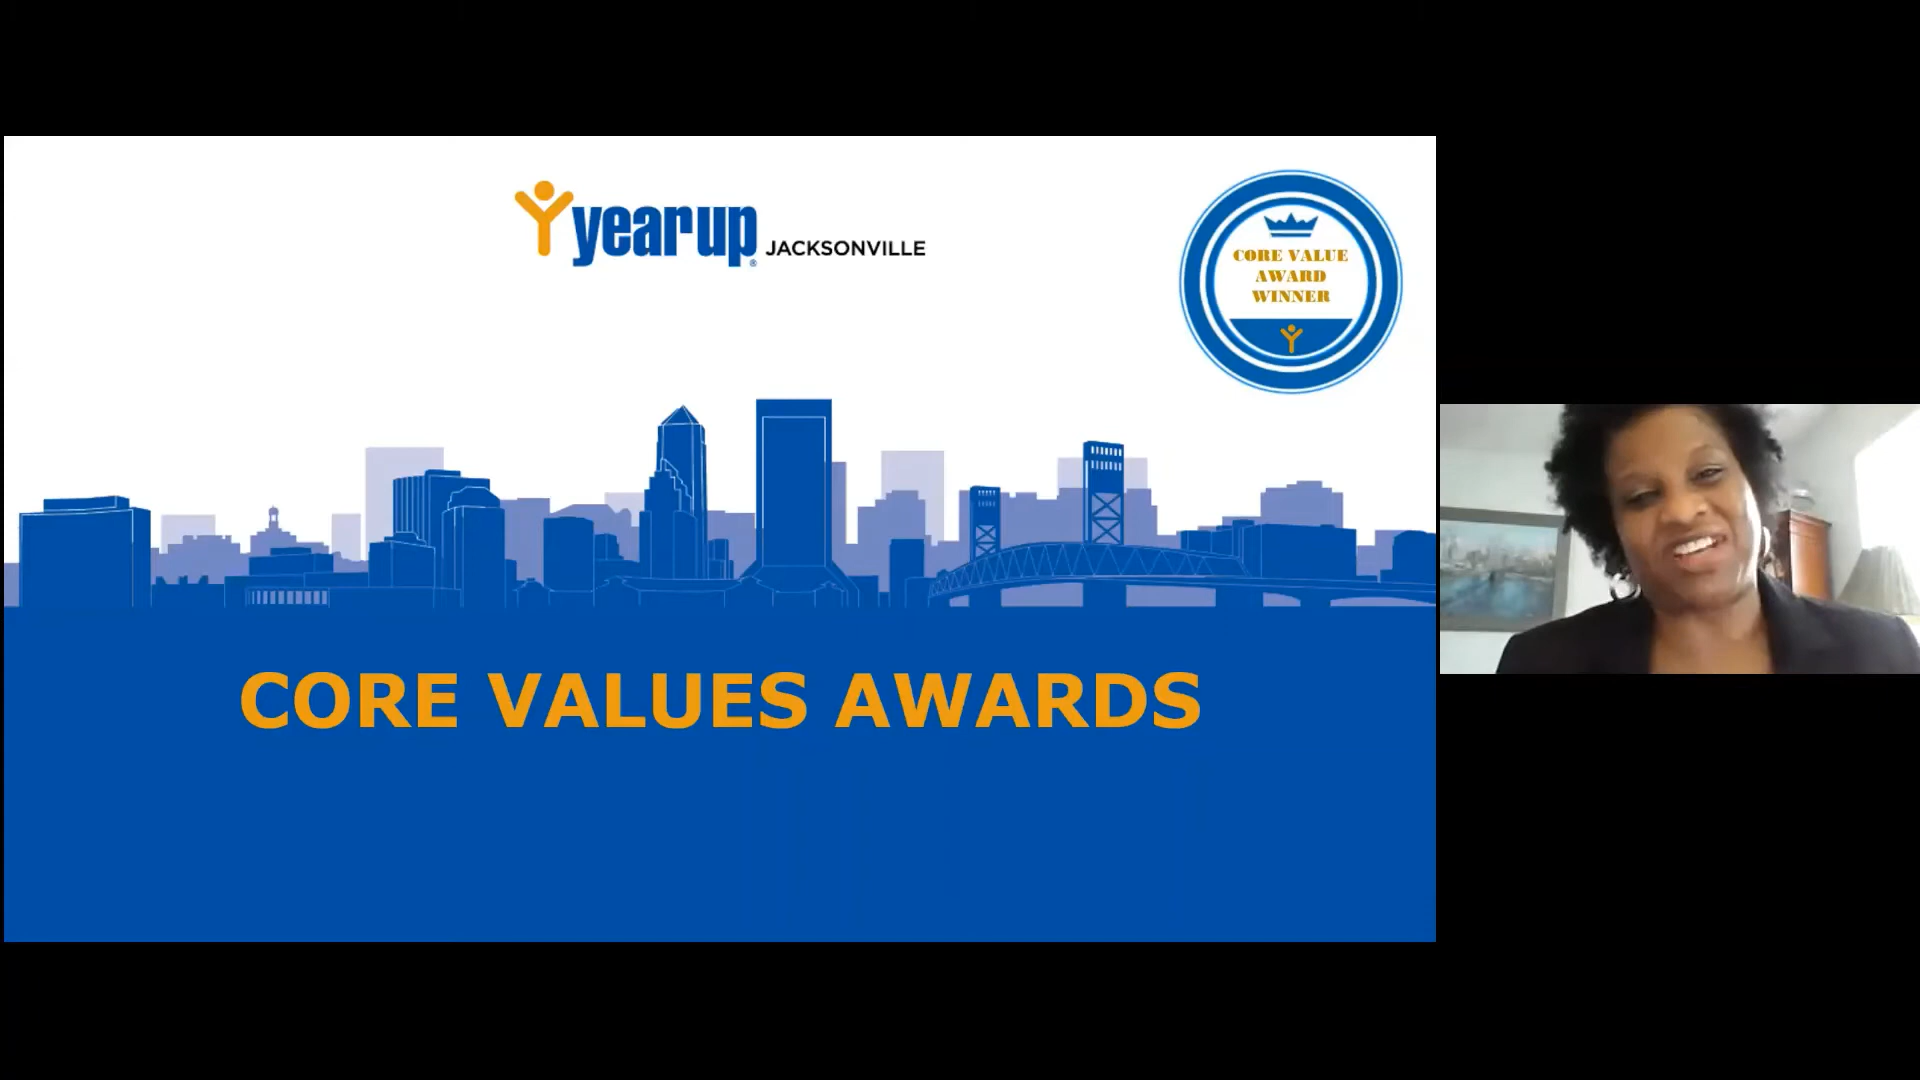 yearup® JACKSONVILLE
CORE VALUE
AWARD
WINNER
CORE VALUES AWARDS